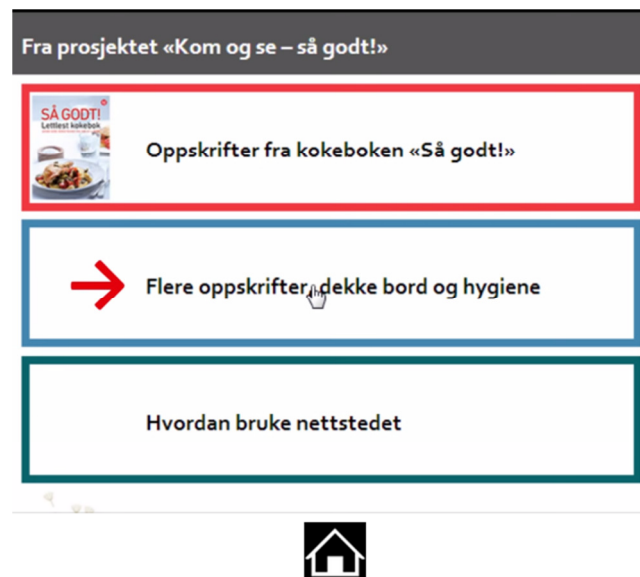 Fra prosjektet «Kom og se – så godt!»
SÅ GODT!
Lettlest kokebok
Oppskrifter fra kokeboken «Så godt!»
Flere oppskrifter, dekke bord og hygiene
Hvordan bruke nettstedet